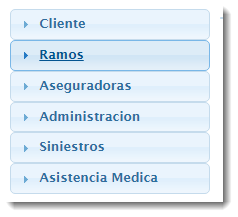 Cliente
Ramos
Aseguradoras
Administracion
Siniestros
Asistencia Medica